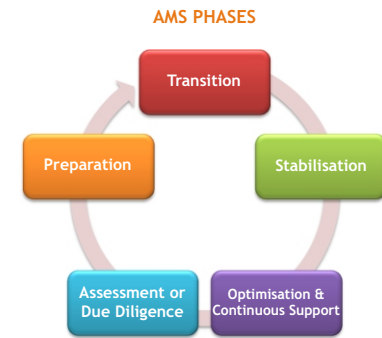 AMS PHASES
Transition
Stabilisation
Optimisation &
Continuous Support
Assessment or
Due Diligence
Preparation